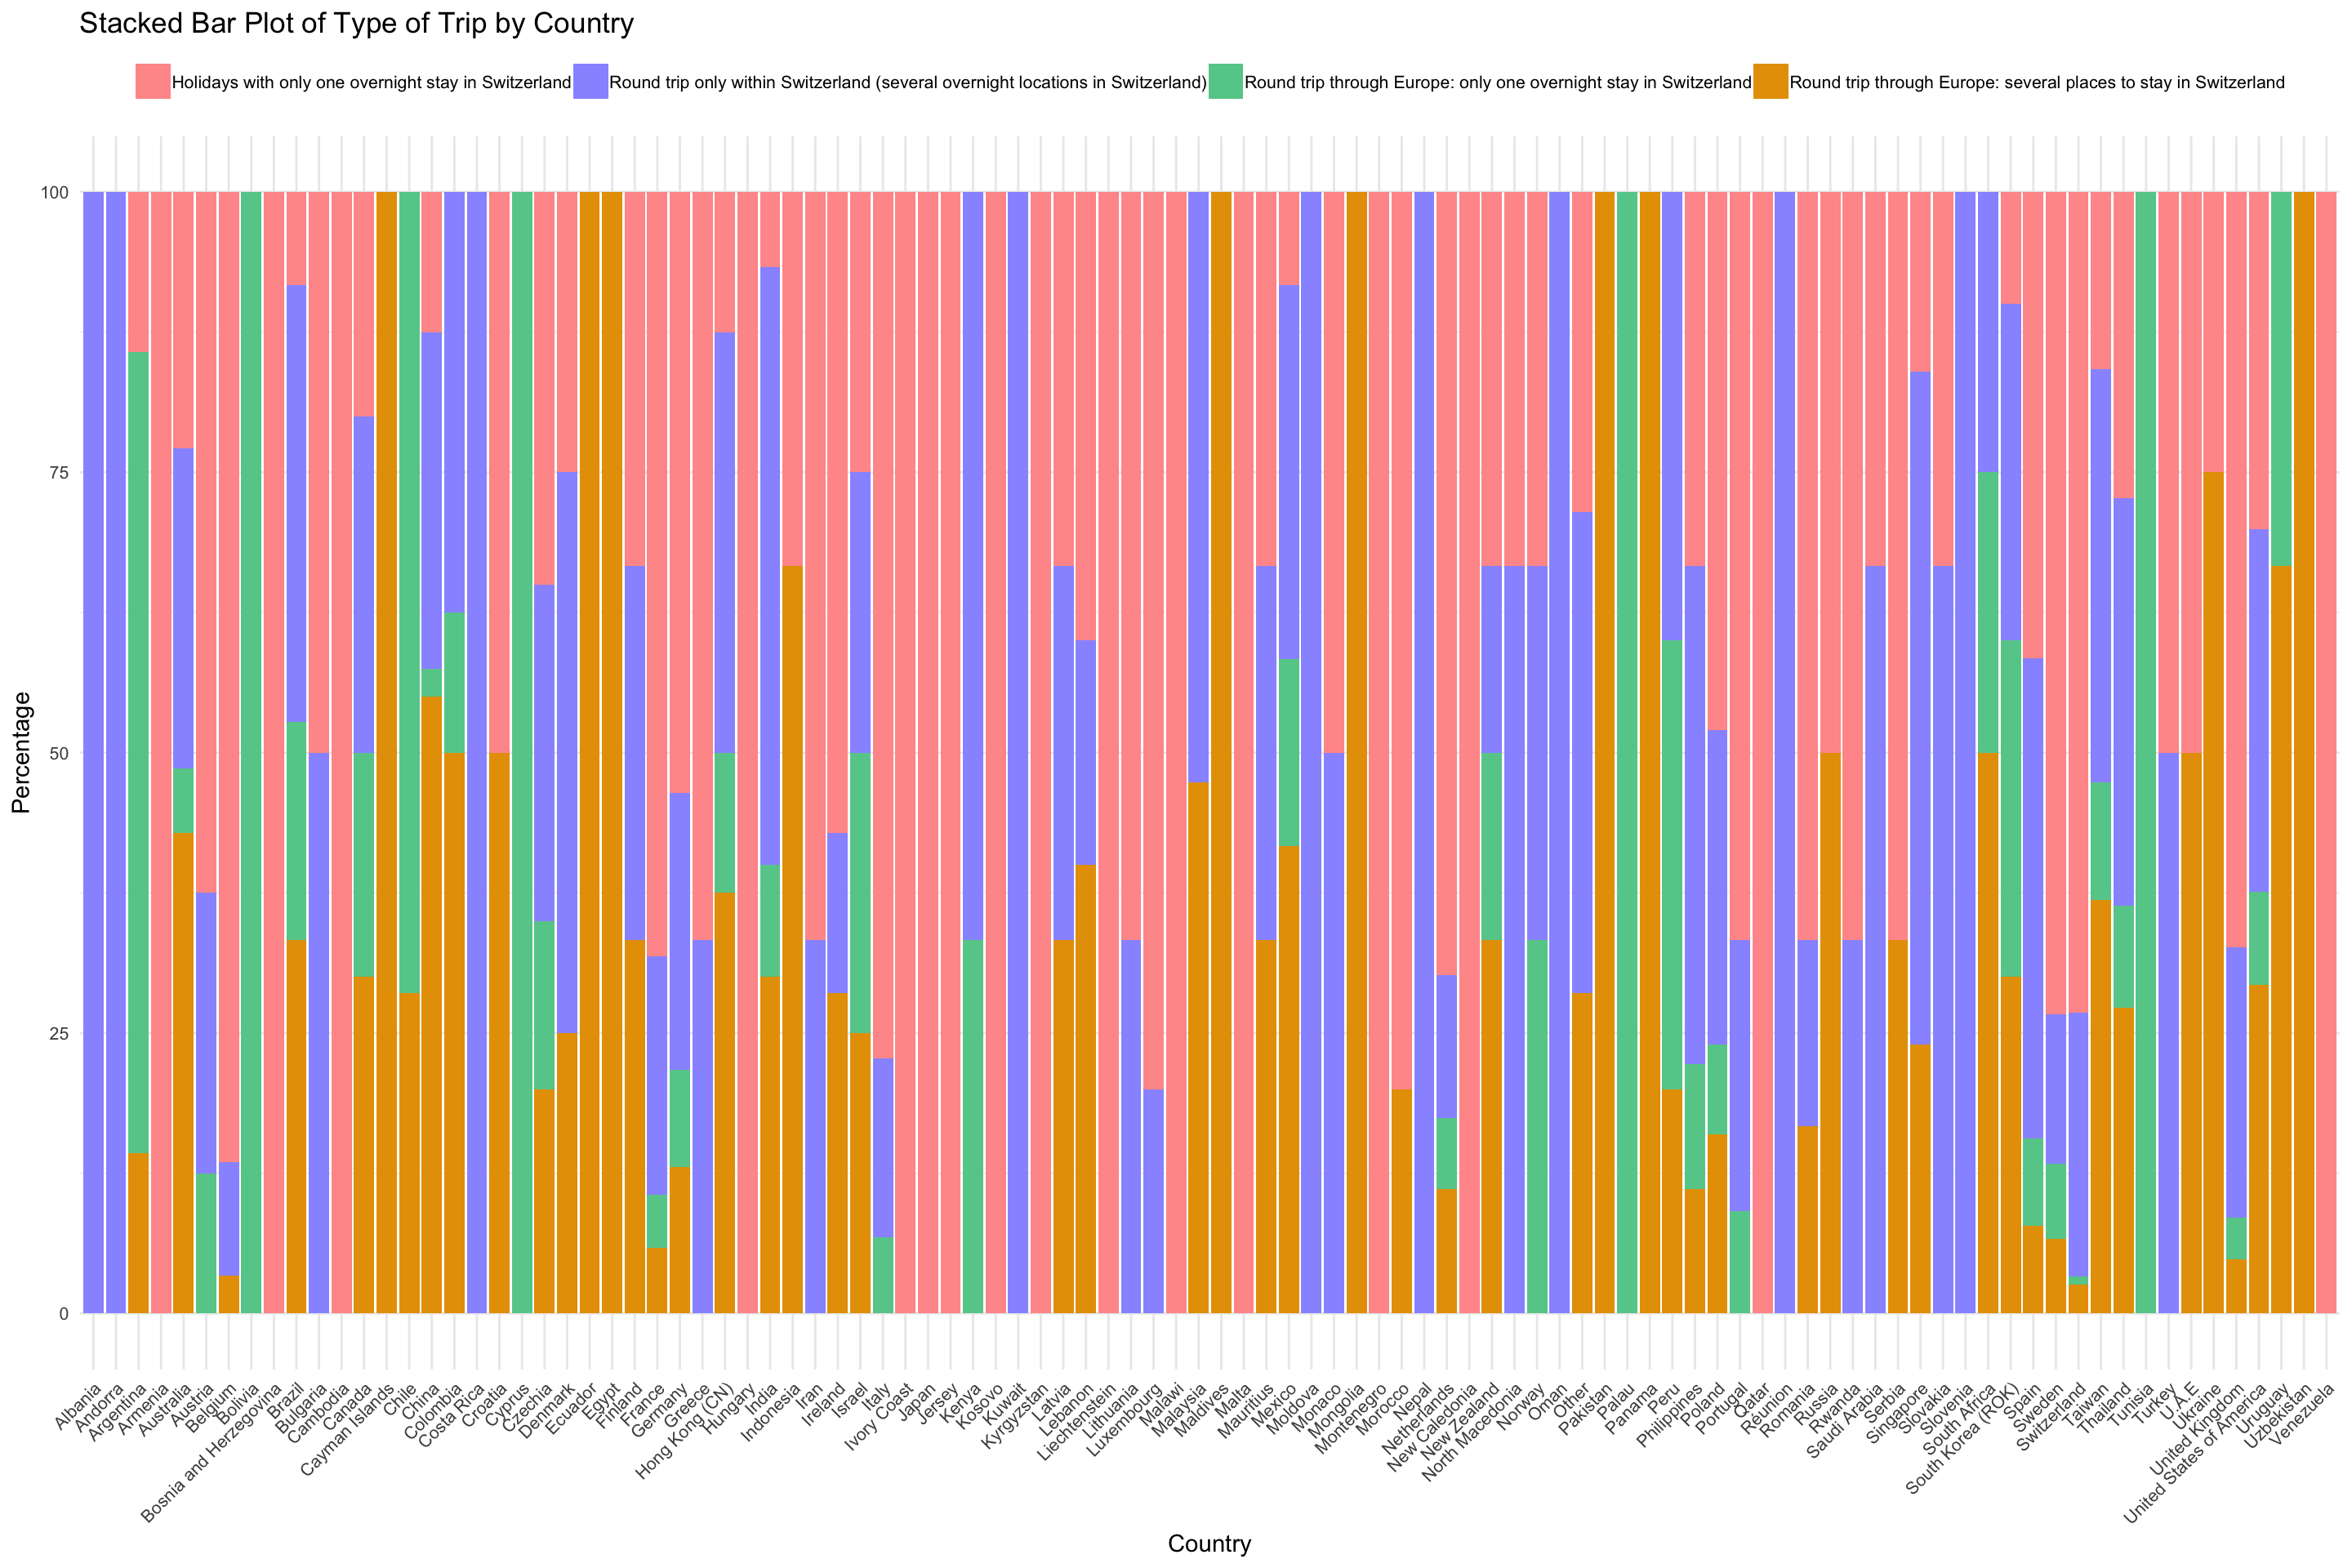 Stacked Bar Plot of Type of Trip by Country
Holidays with only one overnight stay in Switzerland
Round trip only within Switzerland (several overnight locations in Switzerland)
Round trip through Europe: only one overnight stay in Switzerland
Round trip through Europe: several places to stay in Switzerland
Percentage
100
75
50
25
0
Albania
Andorra
Argentina
Armenia
Australia
Austria
Belgium
Bolivia
Bosnia and Herzegovina
Brazil
Bulgaria
Cambodia
Canada
Cayman Islands
Chile
China
Colombia
Costa Rica
Croatia
Cyprus
Czechia
Denmark
Ecuador
Egypt
Finland
France
Germany
Greece
Hong Kong (CN)
Hungary
India
Indonesia
Iran
Ireland
Israel
Italy
Ivory Coast
Japan
Jersey
Kenya
Kosovo
Kuwait
Kyrgyzstan
Latvia
Lebanon
Liechtenstein
Lithuania
Luxembourg
Malawi
Malaysia
Maldives
Malta
Mauritius
Mexico
Moldova
Monaco
Mongolia
Montenegro
Morocco
Nepal
Netherlands
New Caledonia
New Zealand
North Macedonia
Norway
Oman
Other
Pakistan
Palau
Panama
Peru
Philippines
Poland
Portugal
Qatar
Réunion
Romania
Russia
Rwanda
Saudi Arabia
Serbia
Singapore
Slovakia
Slovenia
South Africa
South Korea (ROK)
Spain
Sweden
Switzerland
Taiwan
Thailand
Tunisia
Turkey
U.A.E.
Ukraine
United Kingdom
United States of America
Uruguay
Uzbekistan
Venezuela
Country